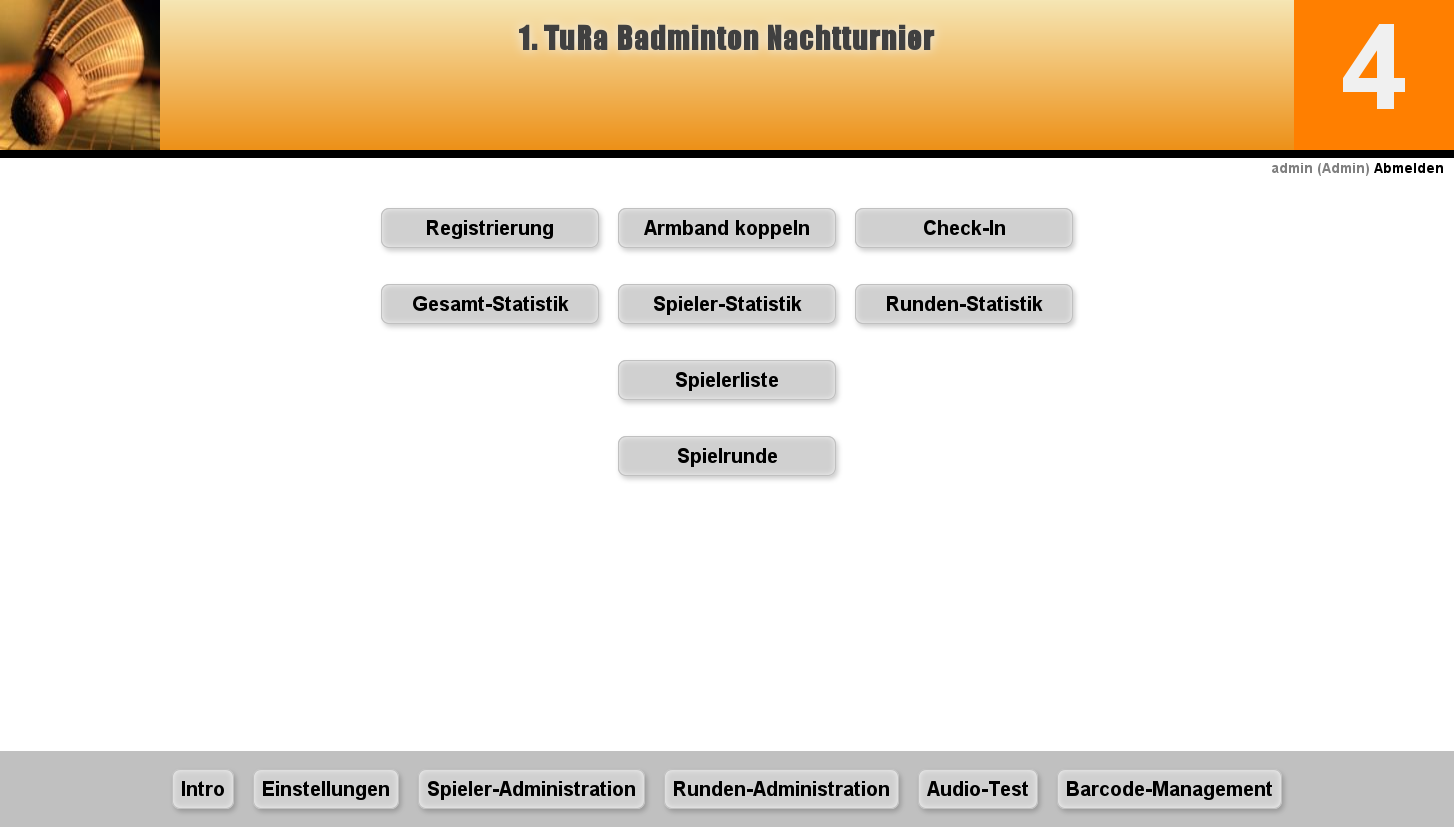 1. TuRa Badminton Nachtturnier
4
admin (Admin) Abmelden
Registrierung Armband koppeln Check-In
Gesamt-Statistik Spieler-Statistik Runden-Statistik
Spielerliste
Spielrunde
Intro Einstellungen Spieler-Administration Runden-Administration Audio-Test Barcode-Management